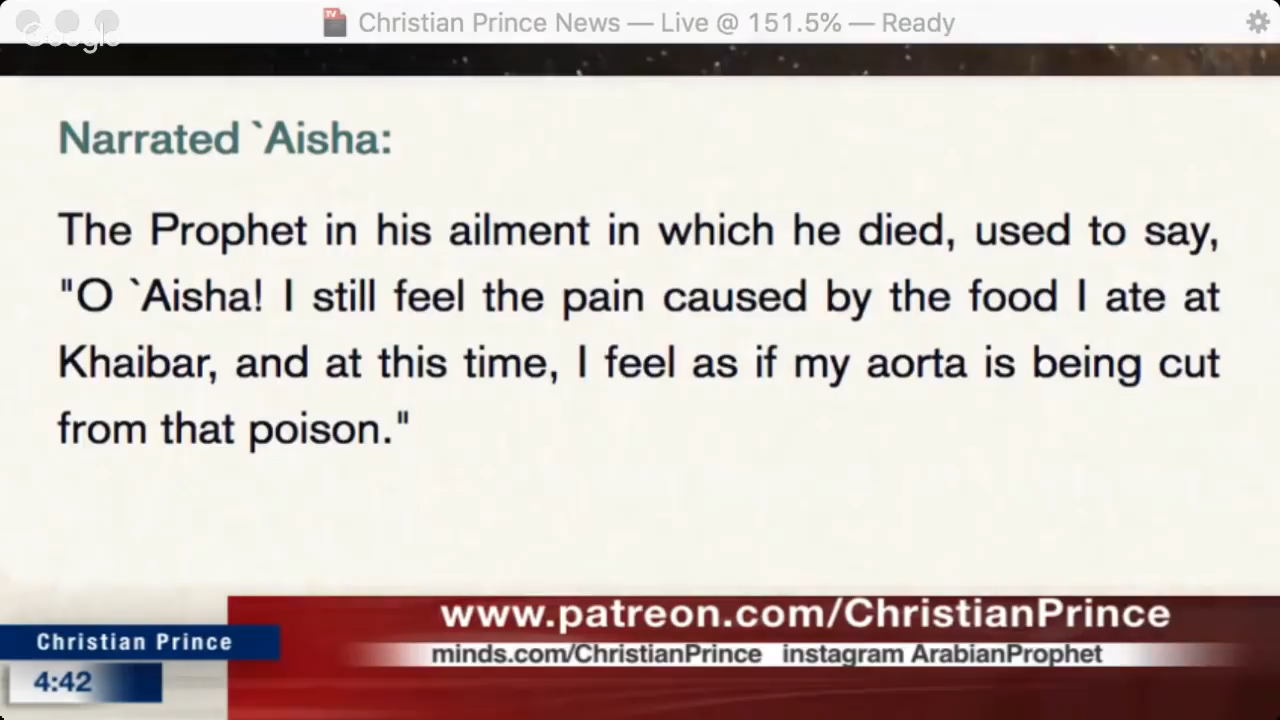 Christian Prince News — Live @ 151.5% — Ready
Google
Narrated `Aisha:
The Prophet in his ailment in which he died, used to say,
"O `Aisha! I still feel the pain caused by the food I ate at
Khaibar, and at this time, I feel as if my aorta is being cut
from that poison."
www.patreon.com/ChristianPrince
Christian Prince
minds.com/ChristianPrince instagram ArabianProphet
4:42